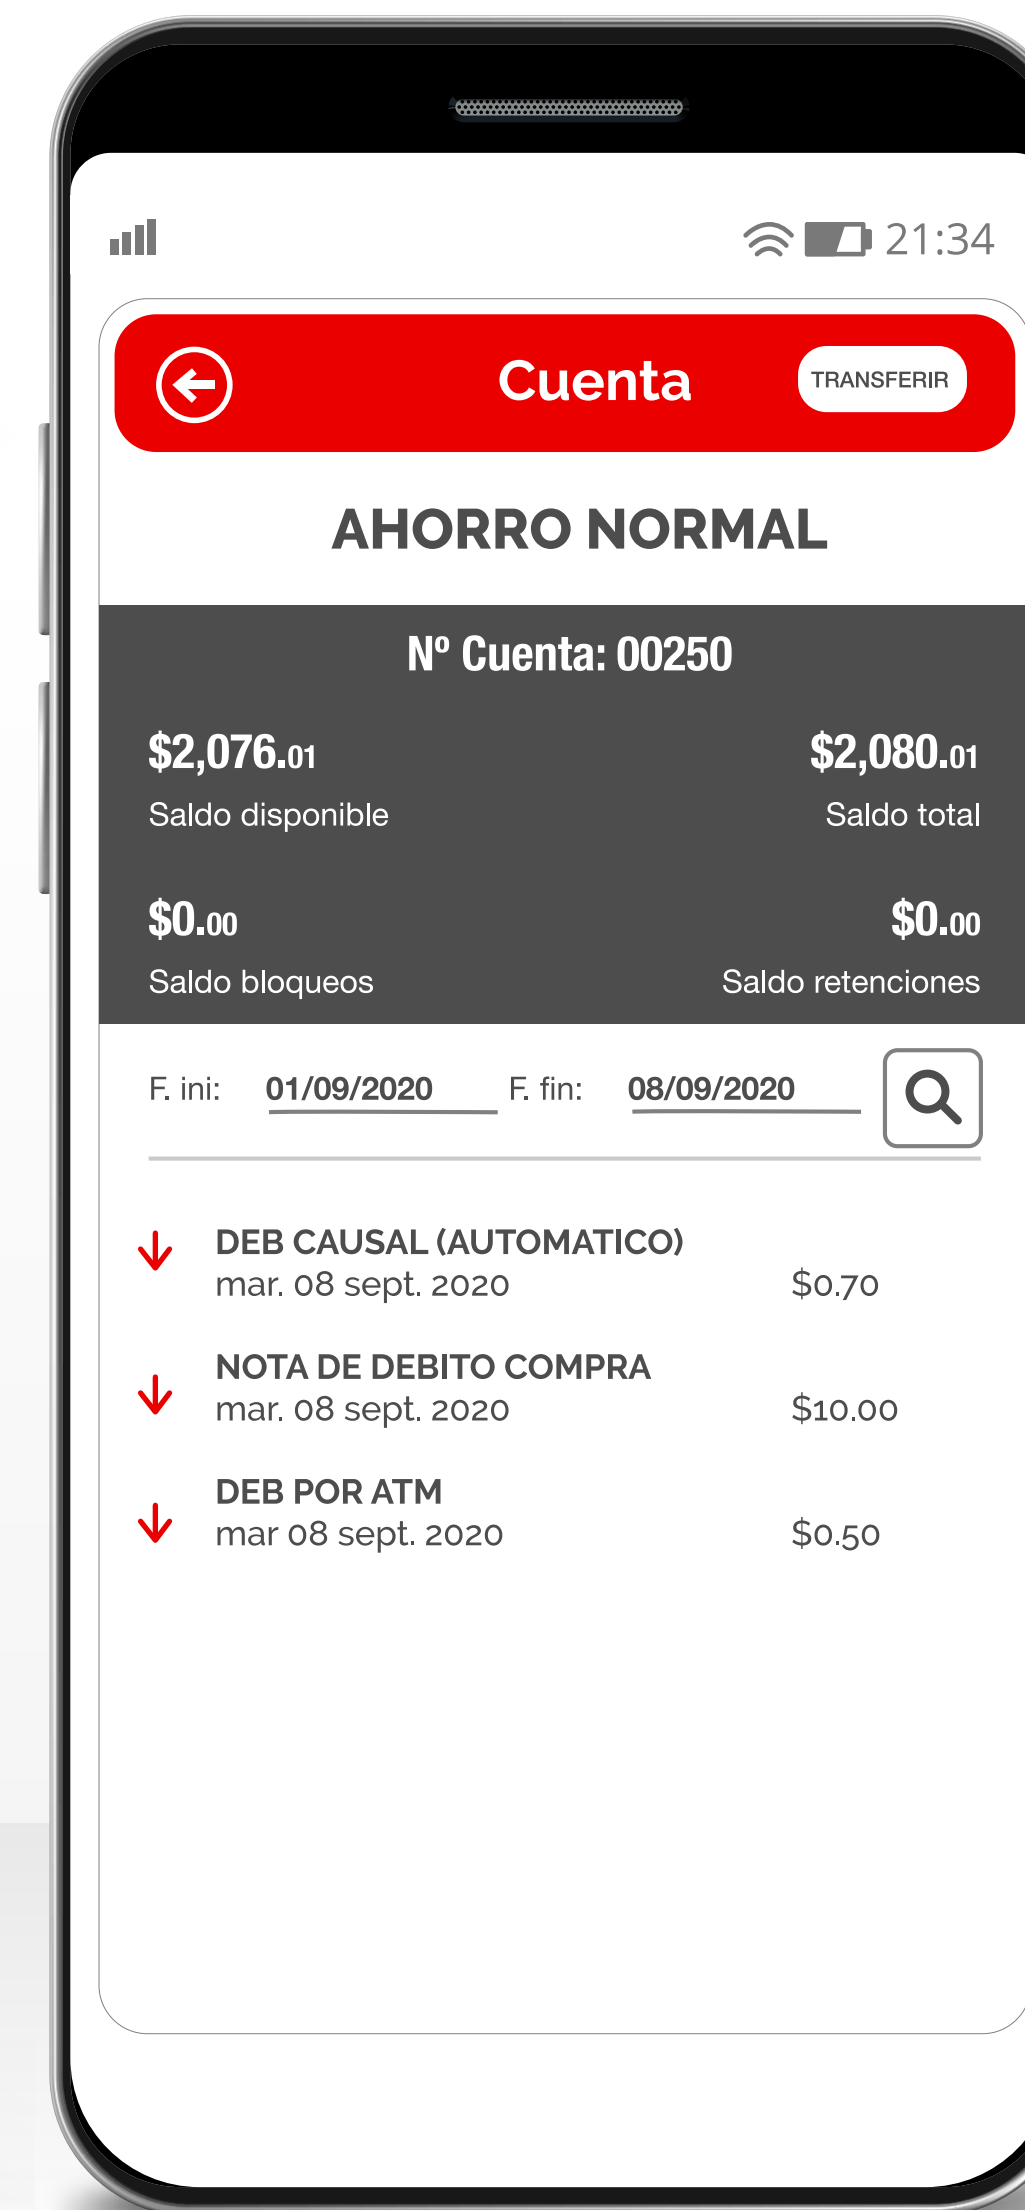 21:34
Cuenta TRANSFERIR
AHORRO NORMAL
Nº Cuenta: 00250
$2,076.01 $2,080.01
Saldo disponible Saldo total
$0.00 $0.00
Saldo bloqueos Saldo retenciones
F. ini: 01/09/2020 F. fin: 08/09/2020
DEB CAUSAL (AUTOMATICO)
mar. 08 sept. 2020 $0.70
NOTA DE DEBITO COMPRA
mar. 08 sept. 2020 $10.00
DEB POR ATM
mar 08 sept. 2020 $0.50